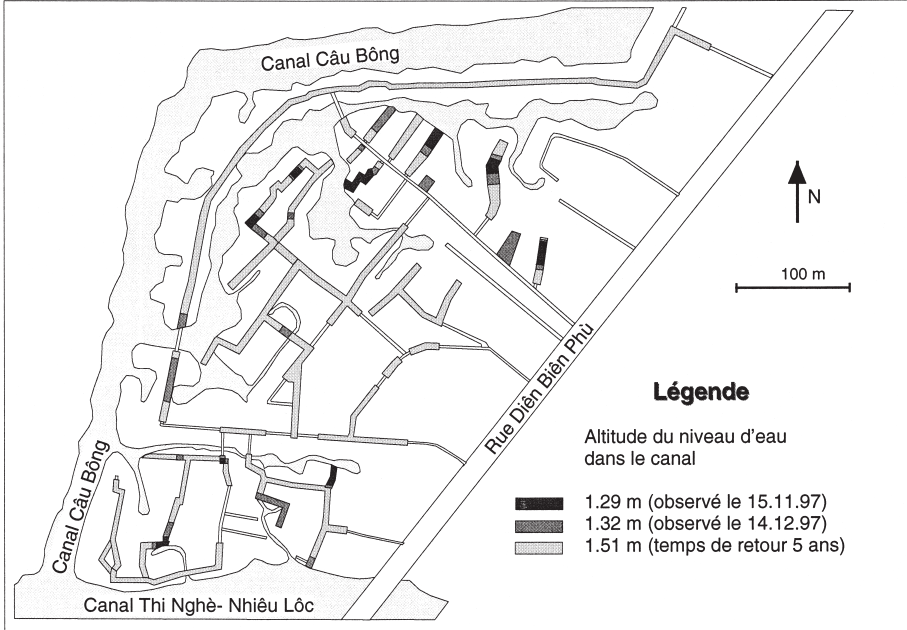 Canal Câu Bông
N
100 m
Rue Diên Biên Phù
Légende
Altitude du niveau d'eau
dans le canal
1.29 m (observé le 15.11.97)
1.32 m (observé le 14.12.97)
1.51 m (temps de retour 5 ans)
Canal Câu Bông
Canal Thi Nghè- Nhiêu Lôc